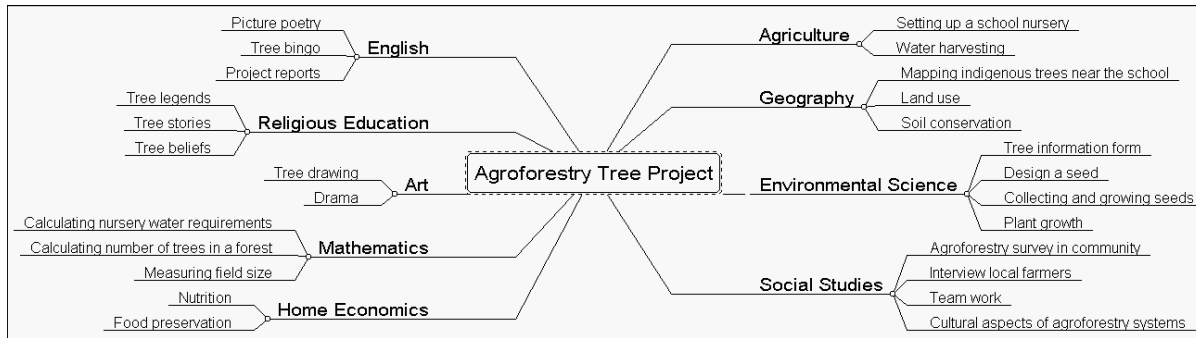 Agroforestry Tree Project
English
Picture poetry
Tree bingo
Project reports
Religious Education
Tree legends
Tree stories
Tree beliefs
Art
Tree drawing
Drama
Mathematics
Calculating nursery water requirements
Calculating number of trees in a forest
Measuring field size
Home Economics
Nutrition
Food preservation
Agriculture
Setting up a school nursery
Water harvesting
Geography
Mapping indigenous trees near the school
Land use
Soil conservation
Environmental Science
Tree information form
Design a seed
Collecting and growing seeds
Plant growth
Social Studies
Agroforestry survey in community
Interview local farmers
Team work
Cultural aspects of agroforestry systems